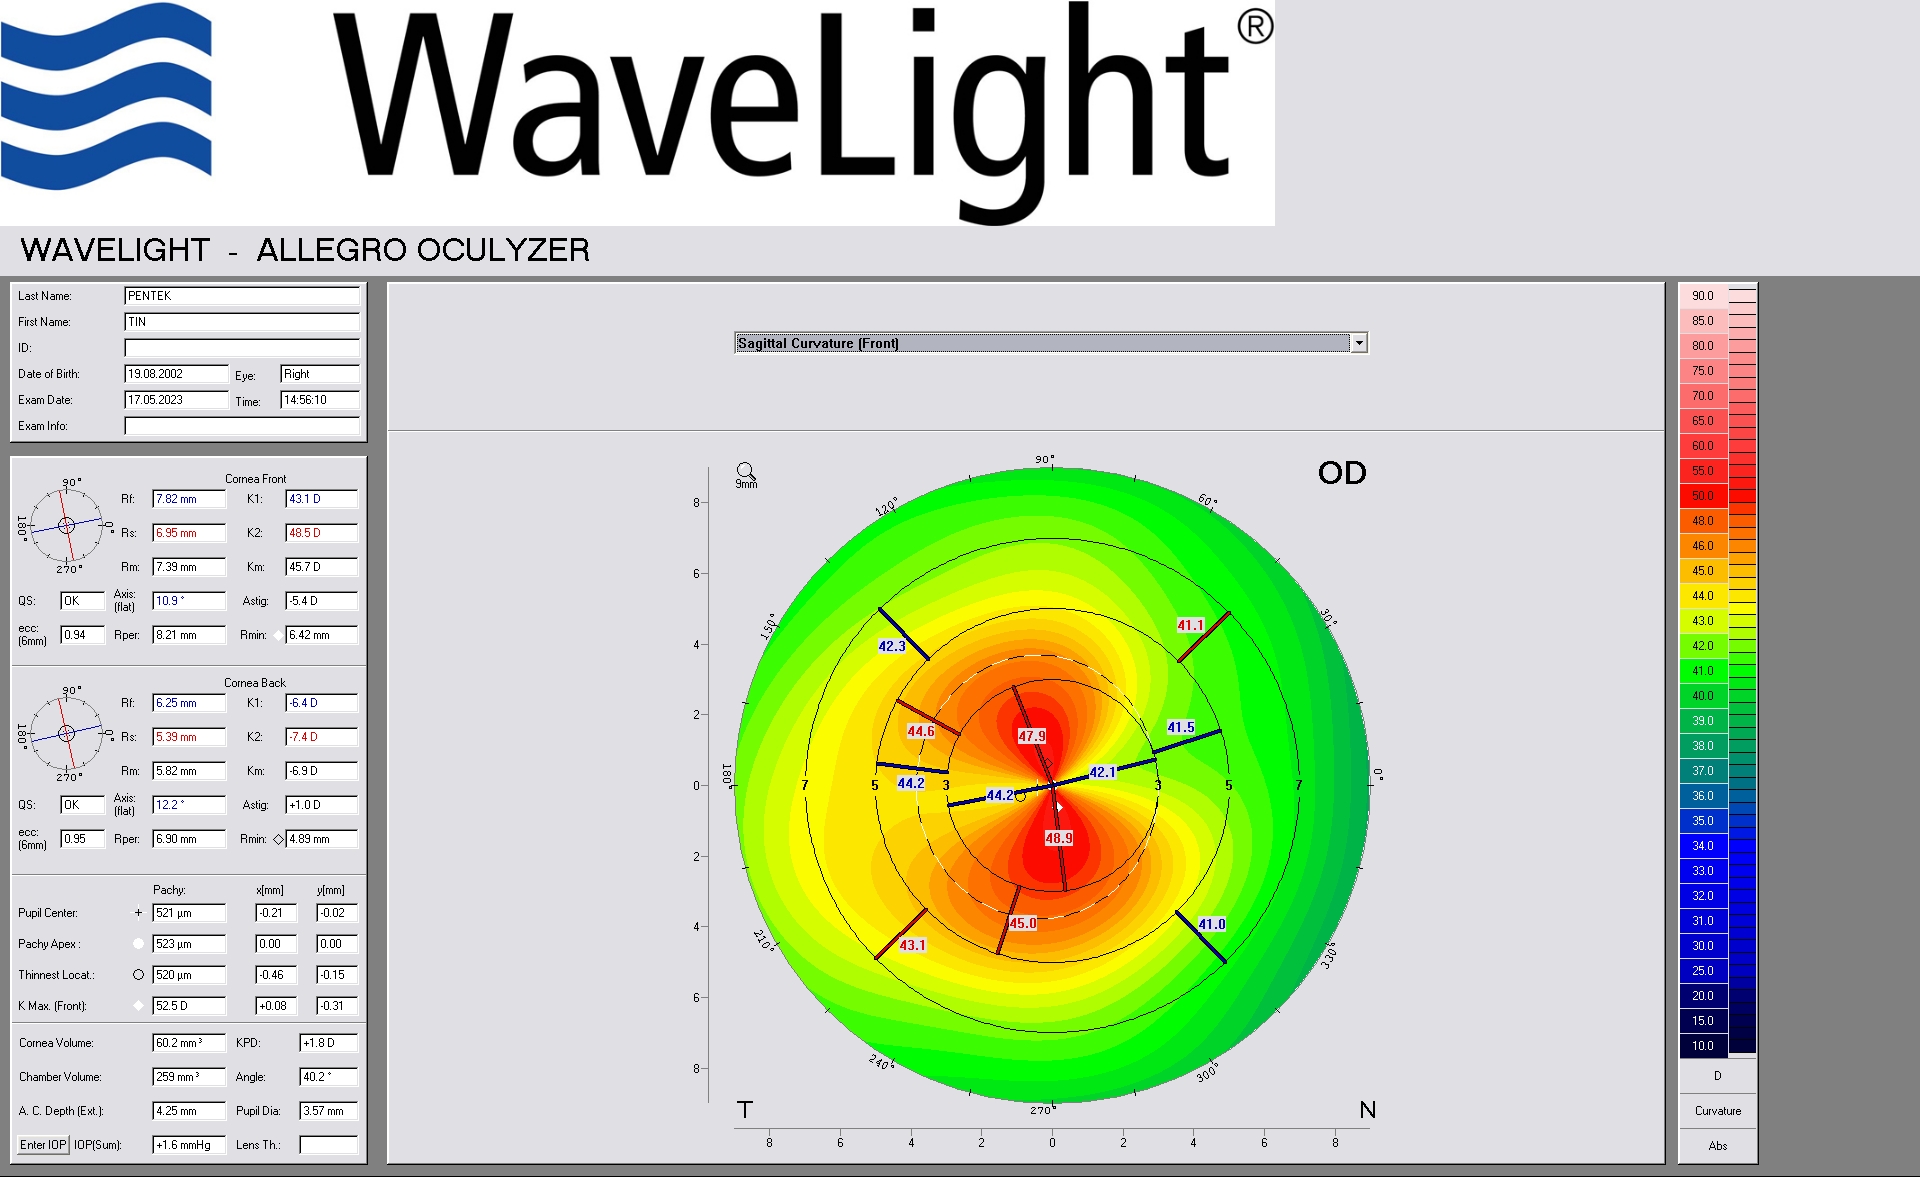 WaveLight®
WAVELIGHT - ALLEGRO OCULYZER
Last Name: PENTEK
First Name: TIN
ID:
Date of Birth: 19.08.2002 Eye: Right
Exam Date: 17.05.2023 Time: 14:56:10
Exam Info:
Cornea Front
90° 180° 0° 270°
Rf: 7.82 mm K1: 43.1 D
Rs: 6.95 mm K2: 48.5 D
Rm: 7.39 mm Km: 45.7 D
QS: OK Axis: (flat) 10.9 ° Astig: -5.4 D
ecc: (6mm) 0.94 Rper: 8.21 mm Rmin: 6.42 mm
Cornea Back
90° 180° 0° 270°
Rf: 6.25 mm K1: -6.4 D
Rs: 5.39 mm K2: -7.4 D
Rm: 5.82 mm Km: -6.9 D
QS: OK Axis: (flat) 12.2 ° Astig: +1.0 D
ecc: (6mm) 0.95 Rper: 6.90 mm Rmin: 4.89 mm
Pachy: x[mm] y[mm]
Pupil Center: + 521 µm -0.21 -0.02
Pachy Apex : 523 µm 0.00 0.00
Thinnest Locat.: 520 µm -0.46 -0.15
K Max. (Front): 52.5 D +0.08 -0.31
Cornea Volume: 60.2 mm³ KPD: +1.8 D
Chamber Volume: 259 mm³ Angle: 40.2 °
A. C. Depth (Ext.): 4.25 mm Pupil Dia: 3.57 mm
Enter IOP IOP(Sum): +1.6 mmHg Lens Th.:
Sagittal Curvature (Front)
9mm
OD
90°
120° 60°
150° 30°
180° 0°
210° 330°
240° 300°
270°
8
6
4
2
0
2
4
6
8
42.3 41.1
44.6 47.9 41.5
44.2 44.2 42.1
7 5 3 3 5 7
48.9
43.1 45.0 41.0
T N
8 6 4 2 0 2 4 6 8
90.0
85.0
80.0
75.0
70.0
65.0
60.0
55.0
50.0
48.0
46.0
45.0
44.0
43.0
42.0
41.0
40.0
39.0
38.0
37.0
36.0
35.0
34.0
33.0
32.0
31.0
30.0
25.0
20.0
15.0
10.0
D
Curvature
Abs